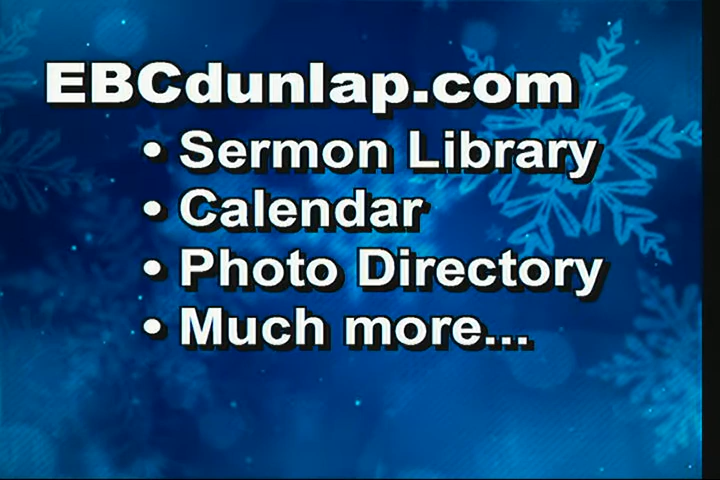 EBCdunlap.com
• Sermon Library
• Calendar
• Photo Directory
• Much more...